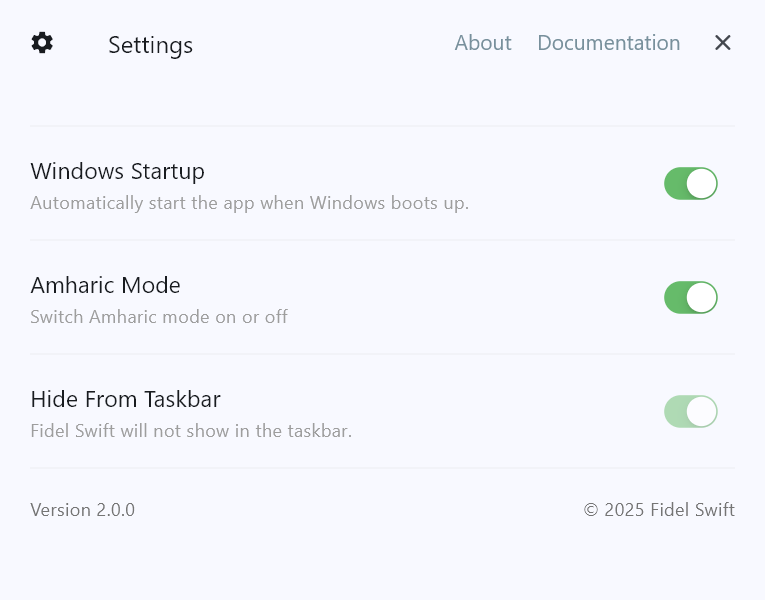 Settings
About
Documentation
Windows Startup
Automatically start the app when Windows boots up.
Amharic Mode
Switch Amharic mode on or off
Hide From Taskbar
Fidel Swift will not show in the taskbar.
Version 2.0.0
© 2025 Fidel Swift